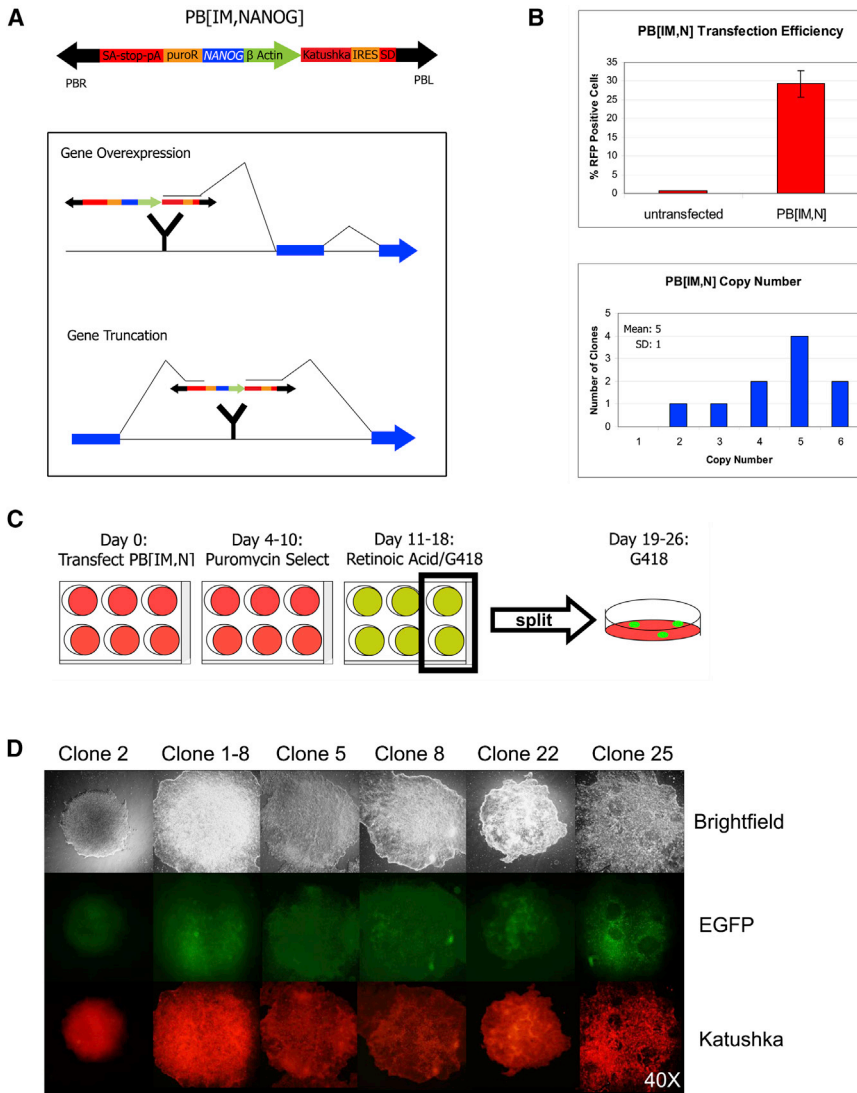 A
PB[IM,NANOG]
SA-stop-pA puroR NANOG β Actin Katushka IRES SD
PBR PBL
Gene Overexpression
Gene Truncation
B
PB[IM,N] Transfection Efficiency
% RFP Positive Cells
35
30
25
20
15
10
5
0
untransfected PB[IM,N]
PB[IM,N] Copy Number
Number of Clones
5
4
3
2
1
0
Mean: 5
SD: 1
1 2 3 4 5 6
Copy Number
C
Day 0: Day 4-10: Day 11-18: Day 19-26:
Transfect PB[IM,N] Puromycin Select Retinoic Acid/G418 G418
split
D
Clone 2 Clone 1-8 Clone 5 Clone 8 Clone 22 Clone 25
Brightfield
EGFP
Katushka
40X